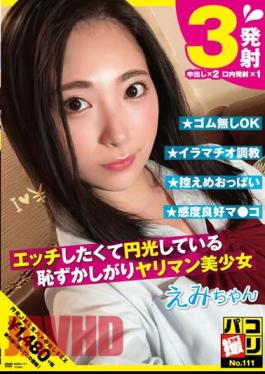 3発射
中出し×2 口内発射×1
★ゴム無しOK
★イラマチオ調教
★控えめおっぱい
★感度良好マ●コ
エッチしたくて円光している
恥ずかしがりヤリマン美少女
えみちゃん
パコ撮り
No.111